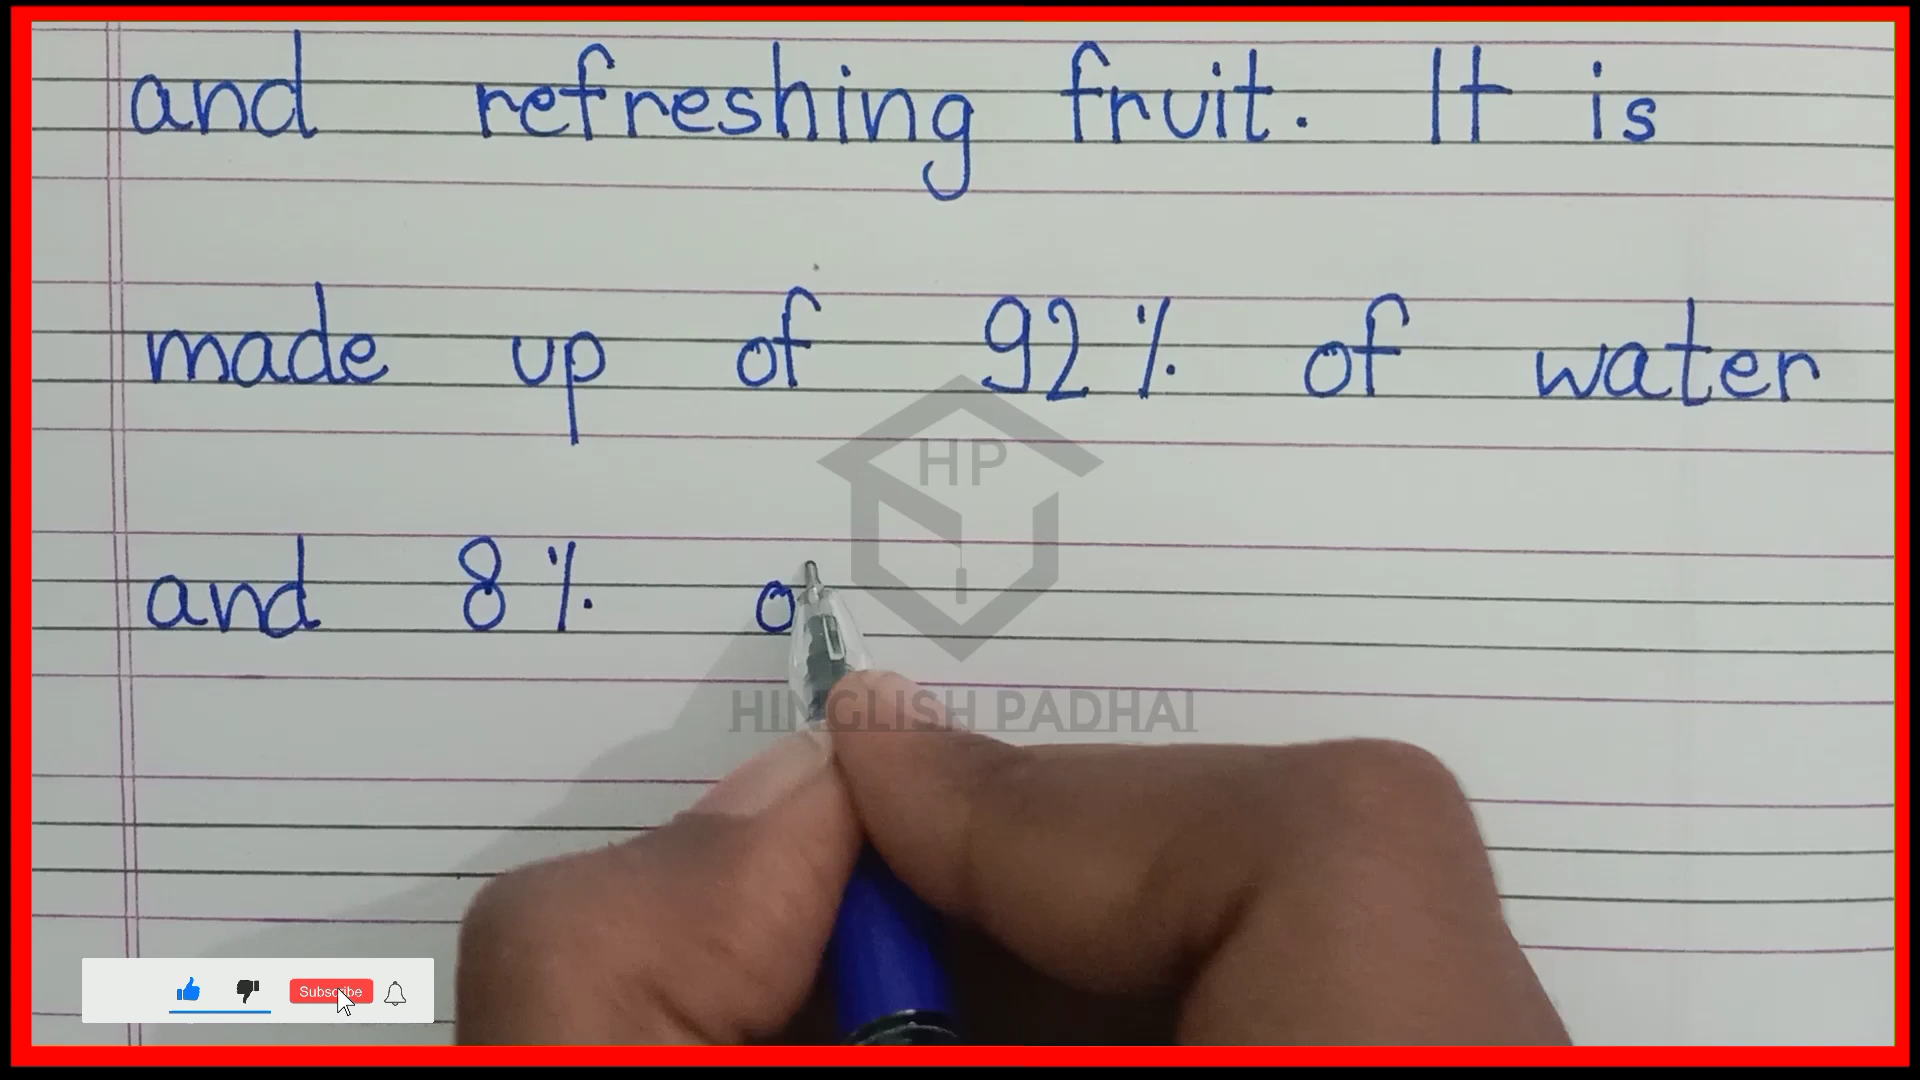 and refreshing fruit. It is
made up of 92% of water
and 8% o
HP
HINGLISH PADHAI
Subscribe